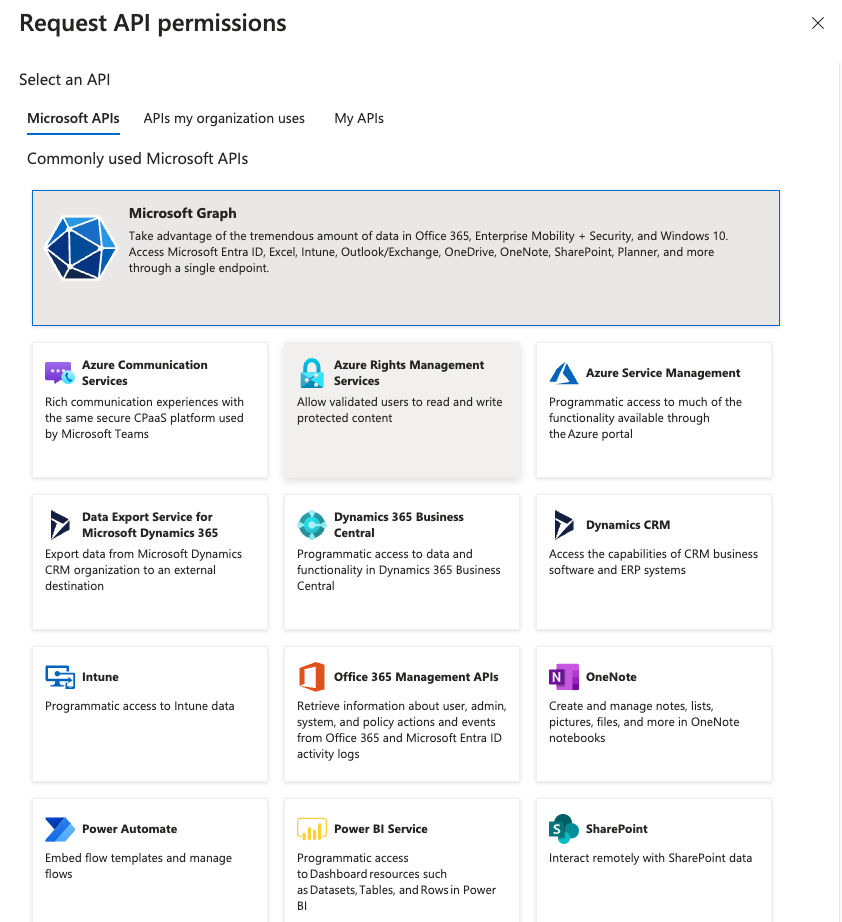 Request API permissions
Select an API
Microsoft APIs
APIs my organization uses
My APIs
Commonly used Microsoft APIs
Microsoft Graph
Take advantage of the tremendous amount of data in Office 365, Enterprise Mobility + Security, and Windows 10.
Access Microsoft Entra ID, Excel, Intune, Outlook/Exchange, OneDrive, OneNote, SharePoint, Planner, and more
through a single endpoint.
Azure Communication
Services
Rich communication experiences with
the same secure CPaaS platform used
by Microsoft Teams
Azure Rights Management
Services
Allow validated users to read and write
protected content
Azure Service Management
Programmatic access to much of the
functionality available through
the Azure portal
Data Export Service for
Microsoft Dynamics 365
Export data from Microsoft Dynamics
CRM organization to an external
destination
Dynamics 365 Business
Central
Programmatic access to data and
functionality in Dynamics 365 Business
Central
Dynamics CRM
Access the capabilities of CRM business
software and ERP systems
Intune
Programmatic access to Intune data
Office 365 Management APIs
Retrieve information about user, admin,
system, and policy actions and events
from Office 365 and Microsoft Entra ID
activity logs
N
OneNote
Create and manage notes, lists,
pictures, files, and more in OneNote
notebooks
Power Automate
Embed flow templates and manage
flows
Power BI Service
Programmatic access
to Dashboard resources such
as Datasets, Tables, and Rows in Power
BI
S
SharePoint
Interact remotely with SharePoint data